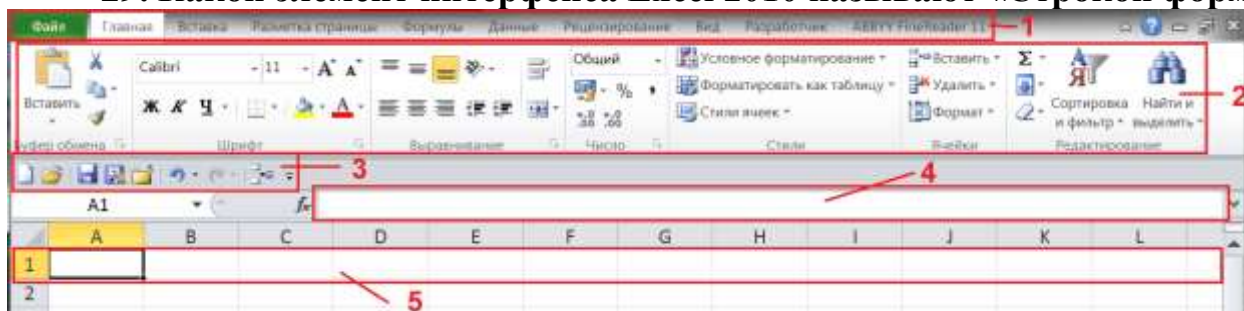 29. Какой элемент интерфейса Excel 2010 называют «Строкой форм
Файл Главная Вставка Разметка страницы Формулы Данные Рецензирование Вид Разработчик ABBYY FineReader 11 1
Calibri 11 A A Общий Условное форматирование Вставить Σ
Вставить Форматировать как таблицу Удалить Сортировка Найти и 2
Ж К Ч A % Стили ячеек Формат и фильтр выделить
Буфер обмена Шрифт Выравнивание Число Стили Ячейки Редактирование
3 4
A1 fx
A B C D E F G H I J K L
1
2 5